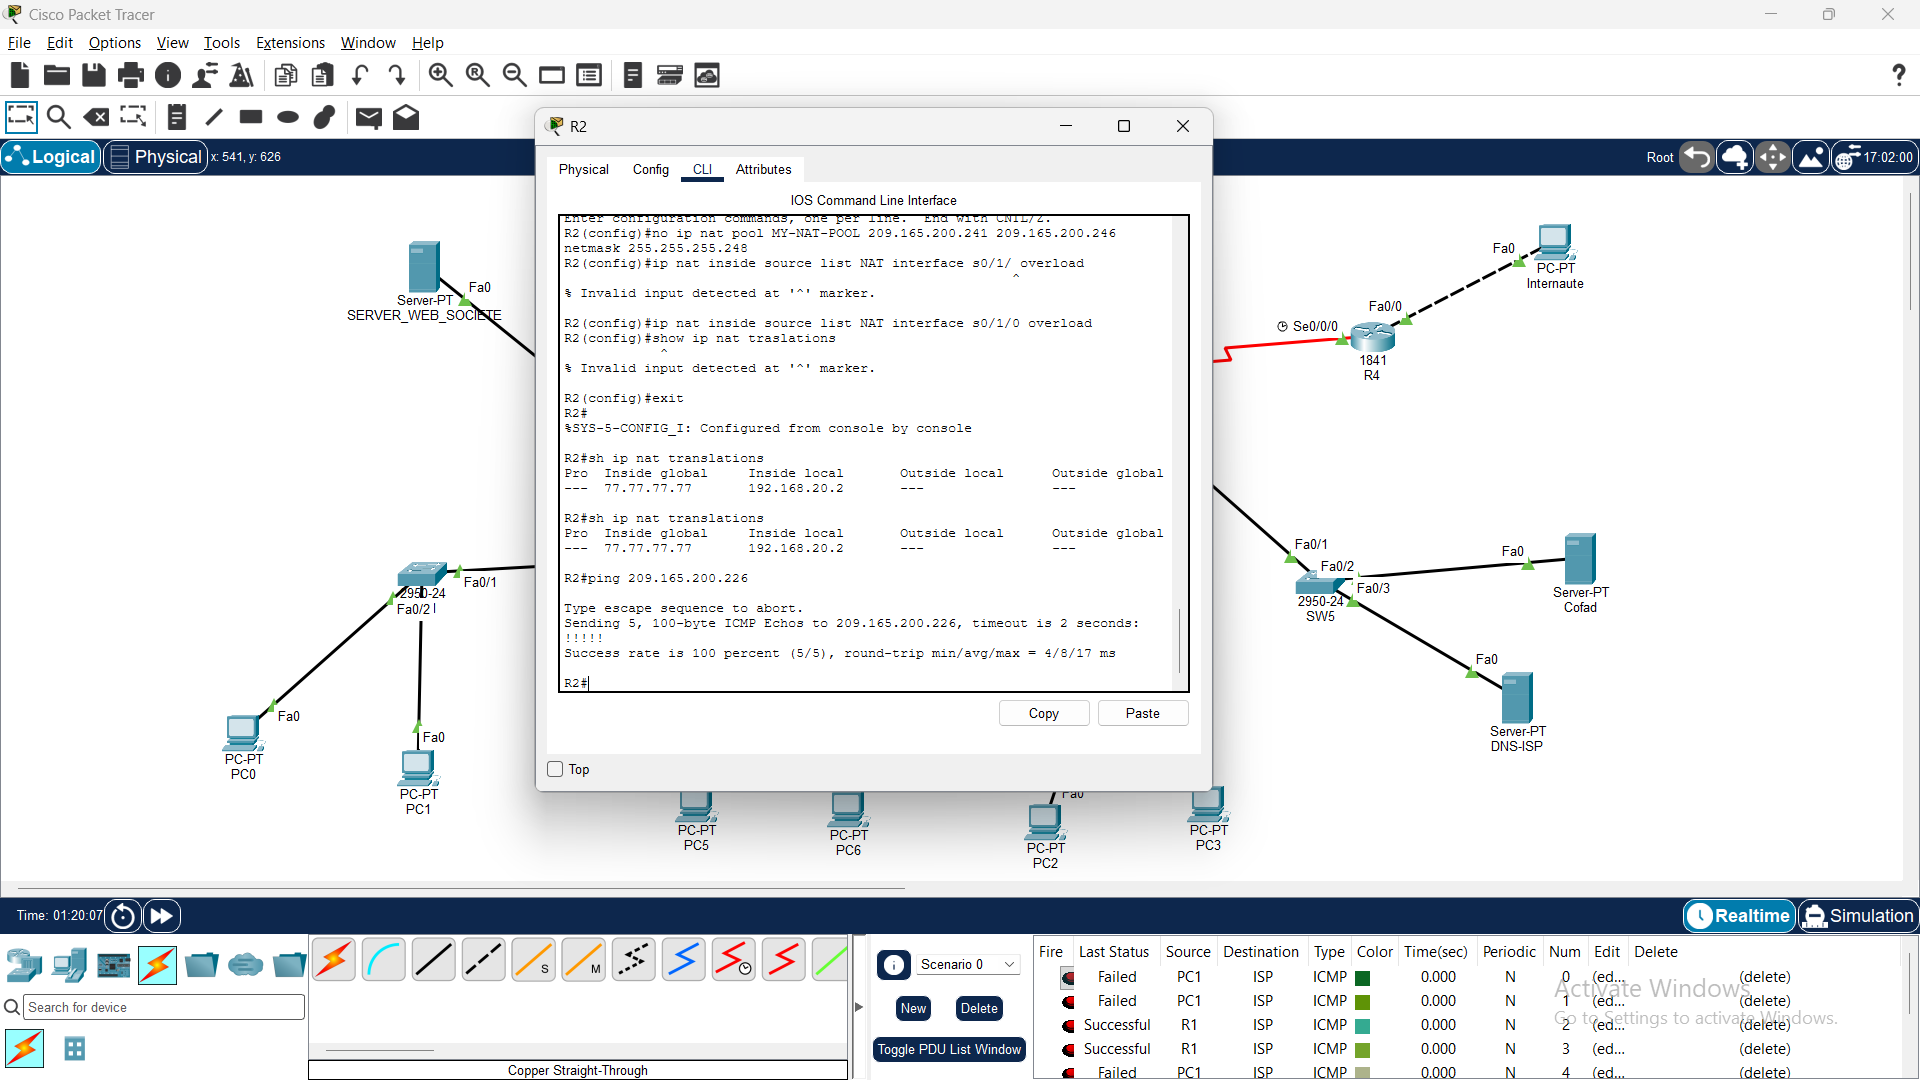 Cisco Packet Tracer
File Edit Options View Tools Extensions Window Help
Logical Physical x: 541, y: 626
Root 17:02:00
R2
Physical Config CLI Attributes
IOS Command Line Interface
Enter configuration commands, one per line. End with CNTL/Z.
R2(config)#no ip nat pool MY-NAT-POOL 209.165.200.241 209.165.200.246
netmask 255.255.255.248
R2(config)#ip nat inside source list NAT interface s0/1/ overload
^
% Invalid input detected at '^' marker.
R2(config)#ip nat inside source list NAT interface s0/1/0 overload
R2(config)#show ip nat traslations
^
% Invalid input detected at '^' marker.
R2(config)#exit
R2#
%SYS-5-CONFIG_I: Configured from console by console
R2#sh ip nat translations
Pro Inside global Inside local Outside local Outside global
--- 77.77.77.77 192.168.20.2 --- ---
R2#sh ip nat translations
Pro Inside global Inside local Outside local Outside global
--- 77.77.77.77 192.168.20.2 --- ---
R2#ping 209.165.200.226
Type escape sequence to abort.
Sending 5, 100-byte ICMP Echos to 209.165.200.226, timeout is 2 seconds:
!!!!!
Success rate is 100 percent (5/5), round-trip min/avg/max = 4/8/17 ms
R2#
Copy Paste
Top
Fa0
Server-PT
SERVER_WEB_SOCIETE
Fa0
PC-PT
Internaute
Fa0/0
Se0/0/0
1841
R4
Fa0/1
2950-24
Fa0/2
Fa0
PC-PT
PC0
Fa0
PC-PT
PC1
PC-PT
PC5
PC-PT
PC6
Fa0
PC-PT
PC2
PC-PT
PC3
Fa0/1
Fa0/2
Fa0/3
2950-24
SW5
Fa0
Server-PT
Cofad
Fa0
Server-PT
DNS-ISP
Time: 01:20:07
Realtime Simulation
Search for device
S
M
Copper Straight-Through
Scenario 0
New Delete
Toggle PDU List Window
Fire Last Status Source Destination Type Color Time(sec) Periodic Num Edit Delete
Failed PC1 ISP ICMP 0.000 N 0 (ed... (delete)
Failed PC1 ISP ICMP 0.000 N 1 (ed... (delete)
Successful R1 ISP ICMP 0.000 N 2 (ed... (delete)
Successful R1 ISP ICMP 0.000 N 3 (ed... (delete)
Failed PC1 ISP ICMP 0.000 N 4 (ed... (delete)
Activate Windows
Go to Settings to activate Windows.